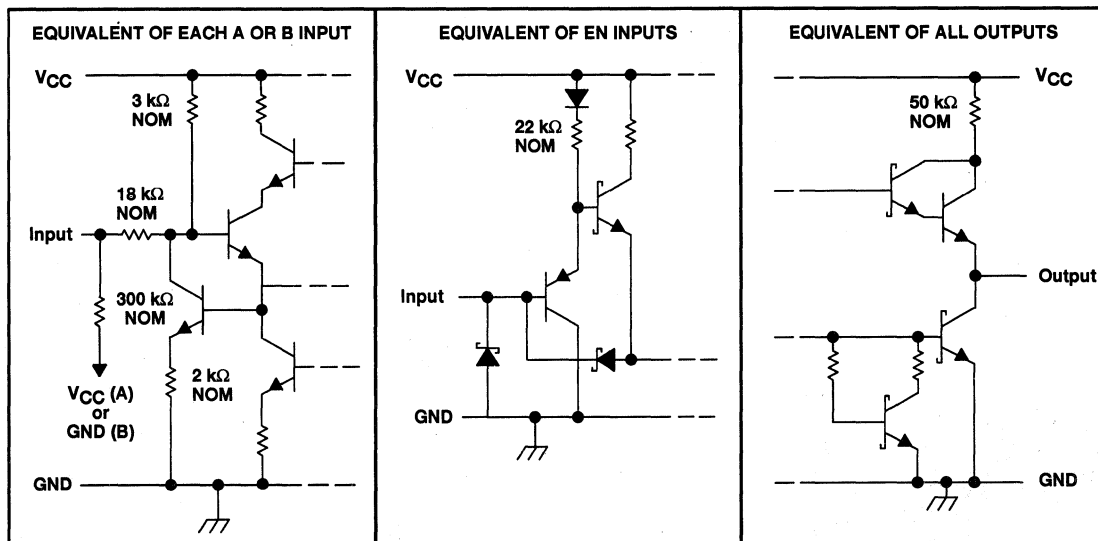 EQUIVALENT OF EACH A OR B INPUT
VCC
3 kΩ
NOM
18 kΩ
NOM
Input
300 kΩ
NOM
2 kΩ
NOM
VCC (A)
or
GND (B)
GND
EQUIVALENT OF EN INPUTS
VCC
22 kΩ
NOM
Input
GND
EQUIVALENT OF ALL OUTPUTS
VCC
50 kΩ
NOM
Output
GND